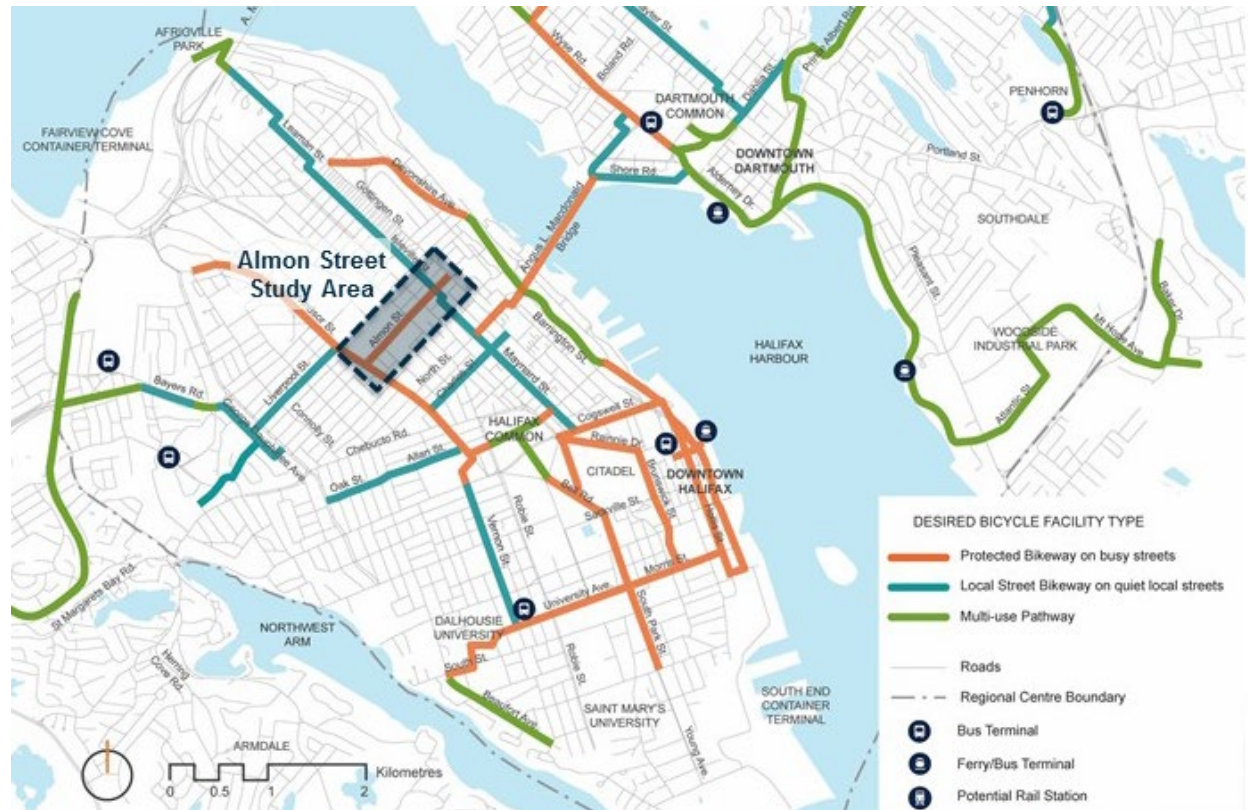 AFRICVILLE
PARK
A. M
FAIRVIEW COVE
CONTAINER TERMINAL
Leaman St.
Devonshire Ave.
Gottingen St.
Almon Street
Study Area
Almon St.
Liverpool St.
Bayers Rd.
Connolly St.
North St.
Maynard St.
Chebucto Rd.
Oak St.
Allan St.
HALIFAX
COMMON
Cogswell St.
Rainnie Dr.
CITADEL
Brunswick St.
Sackville St.
Bell Rd.
DOWNTOWN
HALIFAX
Hollis St.
Morris St.
Vernon St.
Robie St.
University Ave.
DALHOUSIE
UNIVERSITY
South St.
South Park St.
Robie St.
Beaufort Ave.
SAINT MARY'S
UNIVERSITY
Young Ave.
SOUTH END
CONTAINER
TERMINAL
Barrington St.
Angus L. Macdonald
Bridge
Wyse Rd.
Boland Rd.
Dahlia St.
Prince Albert Rd
DARTMOUTH
COMMON
DOWNTOWN
DARTMOUTH
Shore Rd.
Alderney Dr.
PENHORN
Portland St.
SOUTHDALE
Pleasant St.
WOODSIDE
INDUSTRIAL PARK
Mt Hope Ave.
Baker Dr.
Atlantic St.
HALIFAX
HARBOUR
St Margarets Bay Rd.
NORTHWEST
ARM
Herring
Cove Rd.
ARMDALE
0 0.5 1 2
Kilometres
DESIRED BICYCLE FACILITY TYPE
Protected Bikeway on busy streets
Local Street Bikeway on quiet local streets
Multi-use Pathway
Roads
Regional Centre Boundary
Bus Terminal
Ferry/Bus Terminal
Potential Rail Station